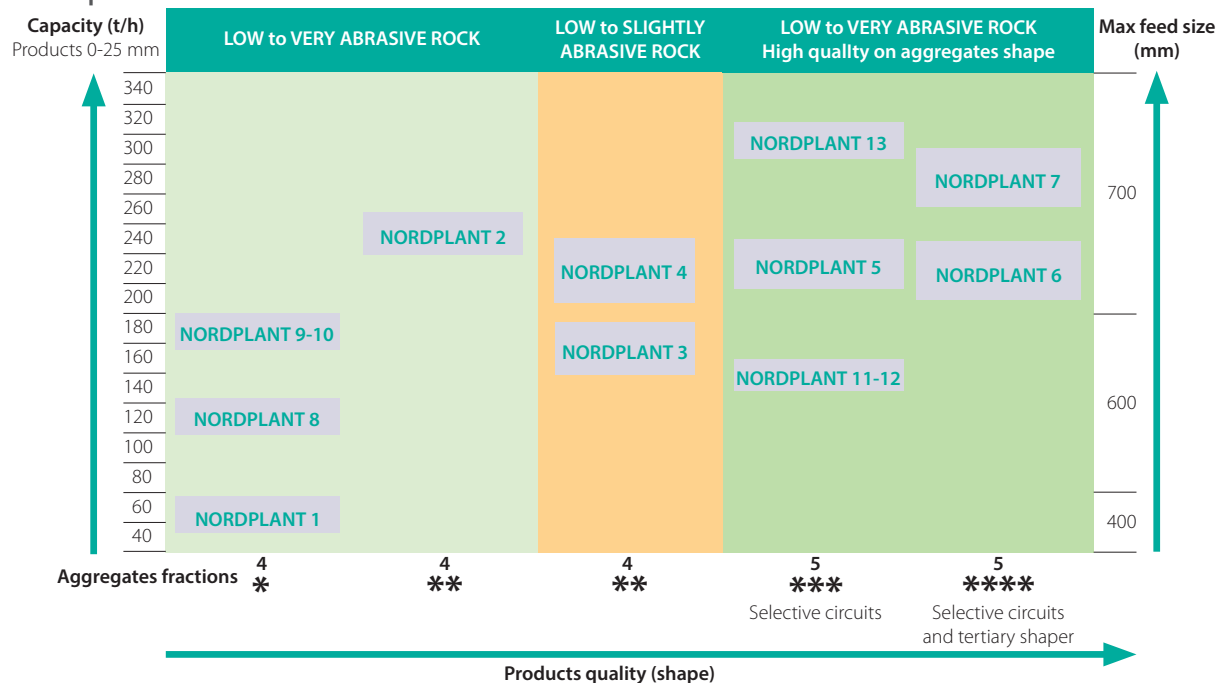 Capacity (t/h)
Products 0-25 mm
LOW to VERY ABRASIVE ROCK
LOW to SLIGHTLY
ABRASIVE ROCK
LOW to VERY ABRASIVE ROCK
High quallty on aggregates shape
Max feed size
(mm)
340
320
300
280
260
240
220
200
180
160
140
120
100
80
60
40
NORDPLANT 9-10
NORDPLANT 8
NORDPLANT 1
NORDPLANT 2
NORDPLANT 4
NORDPLANT 3
NORDPLANT 13
NORDPLANT 5
NORDPLANT 11-12
NORDPLANT 7
NORDPLANT 6
700
600
400
Aggregates fractions
4
*
4
**
4
**
5
***
Selective circuits
5
****
Selective circuits
and tertiary shaper
Products quality (shape)